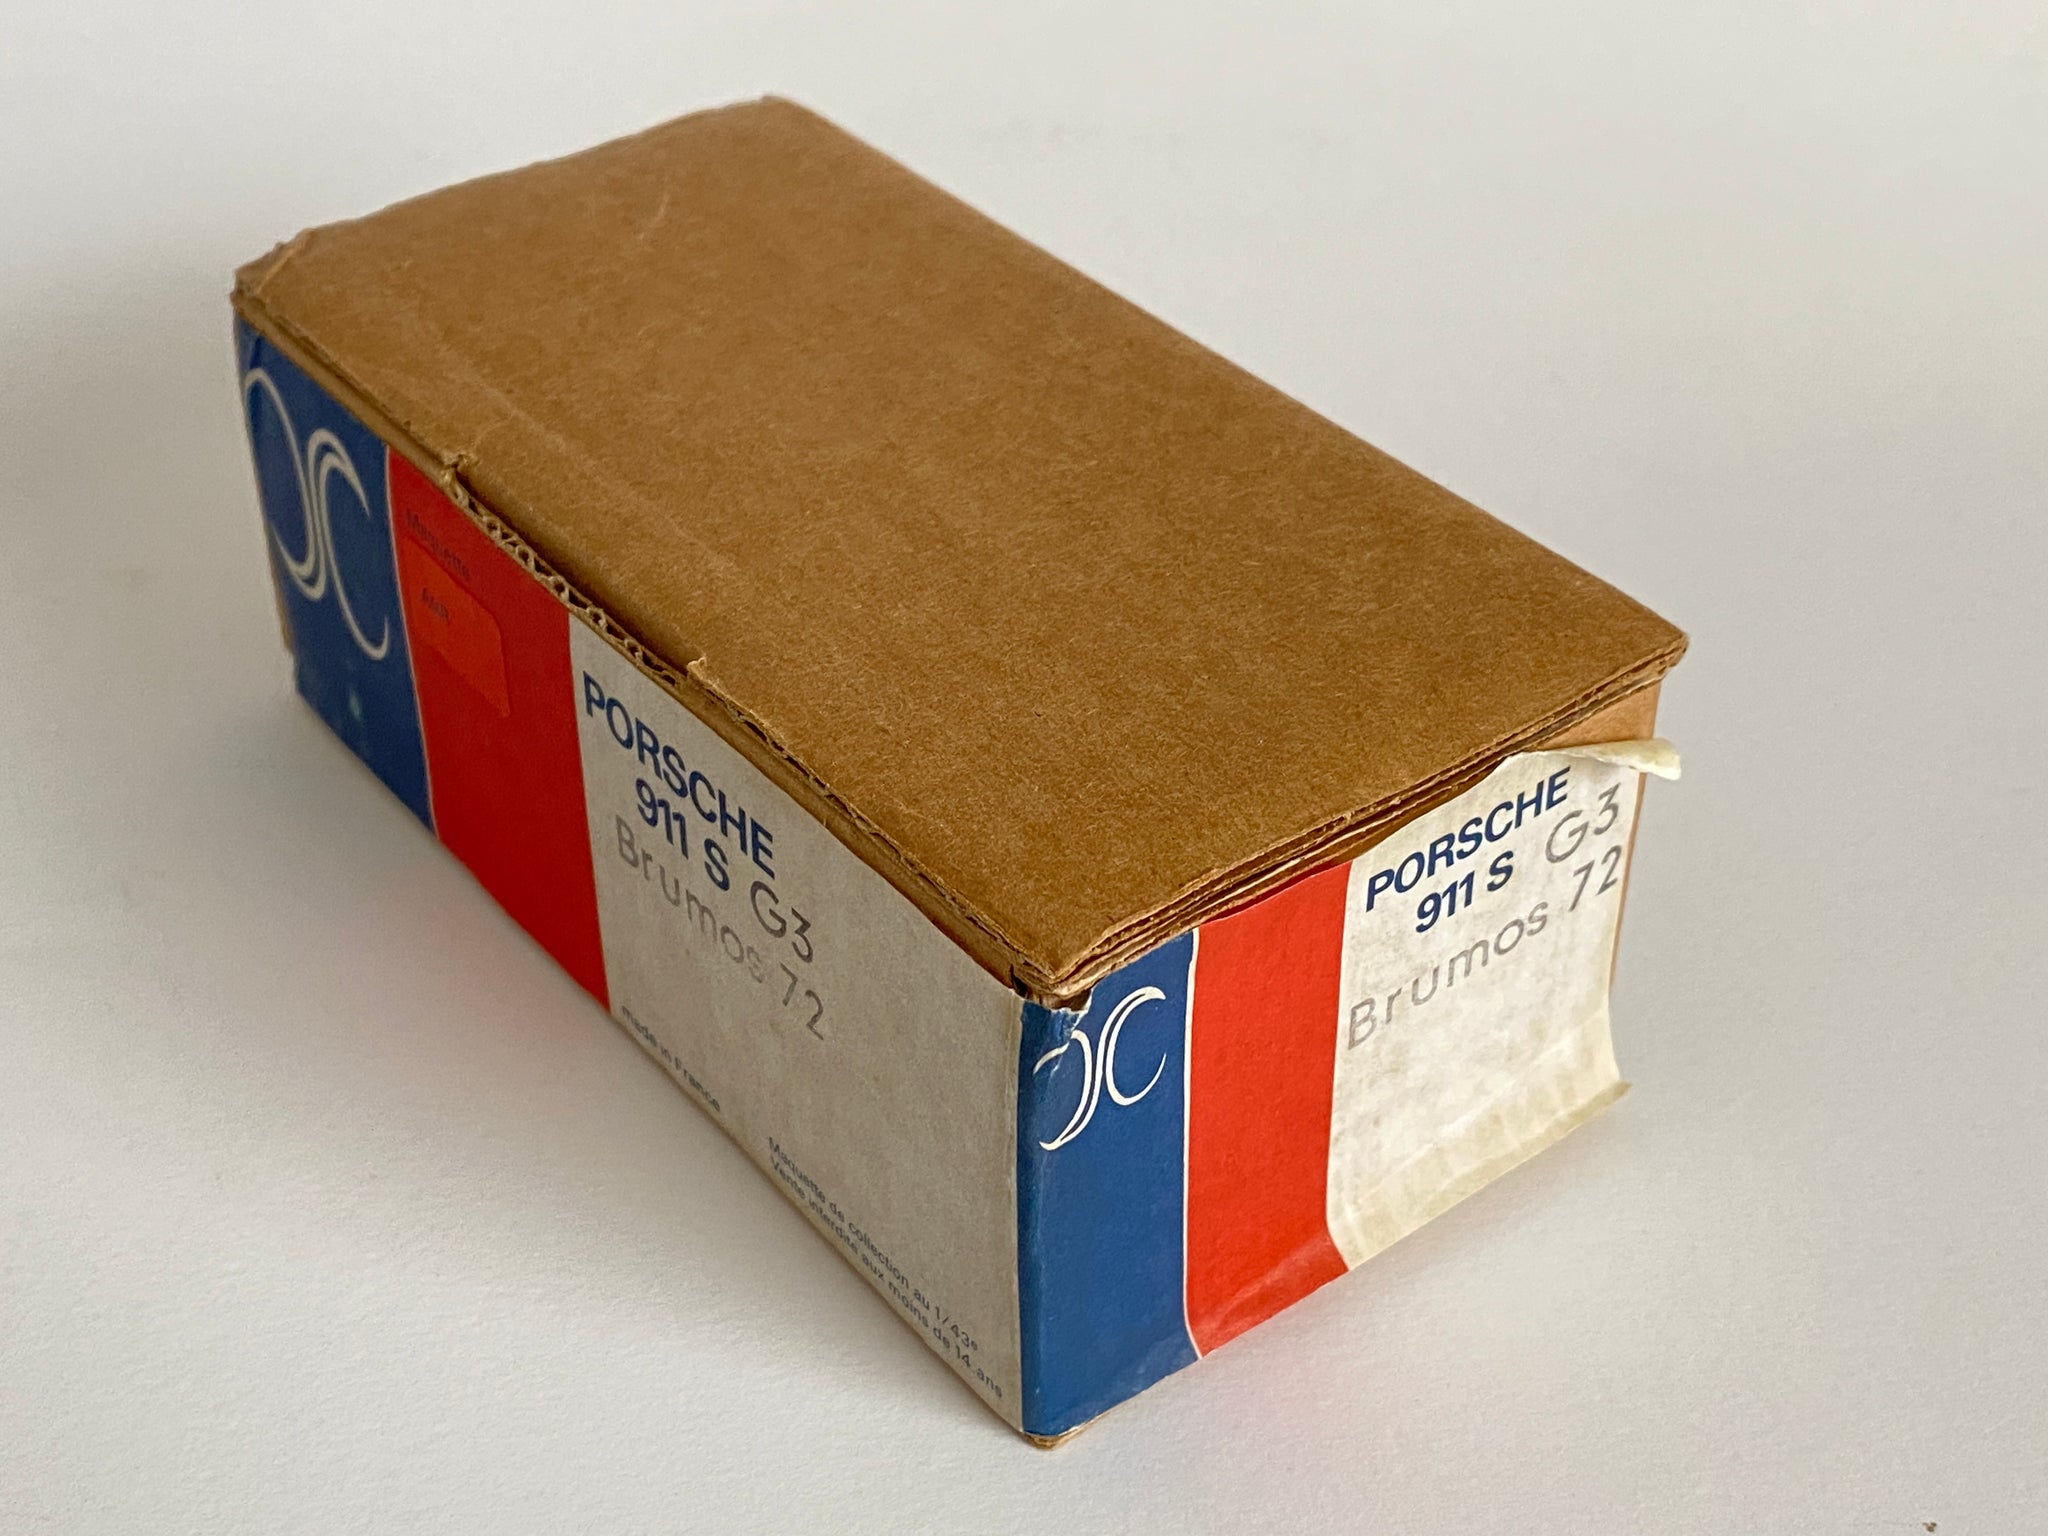 Maquette
AMR
PORSCHE
911 S G3
Brumos 72
made in France
Maquette de collection au 1/43e
Vente interdite aux moins de 14 ans
PORSCHE
911 S G3
Brumos 72